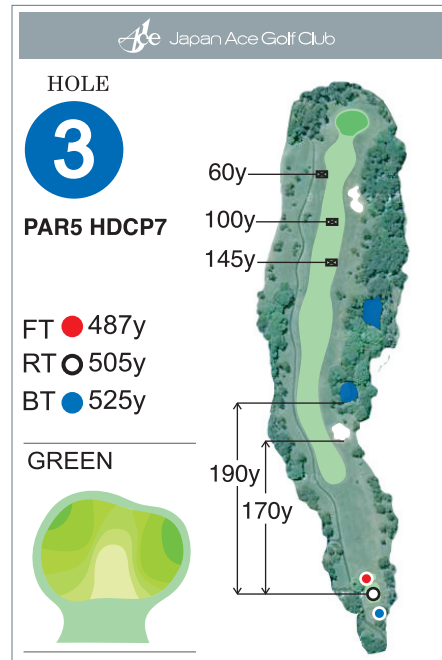 Ace Japan Ace Golf Club
HOLE
3
PAR5 HDCP7
FT 487y
RT 505y
BT 525y
GREEN
60y
100y
145y
190y
170y